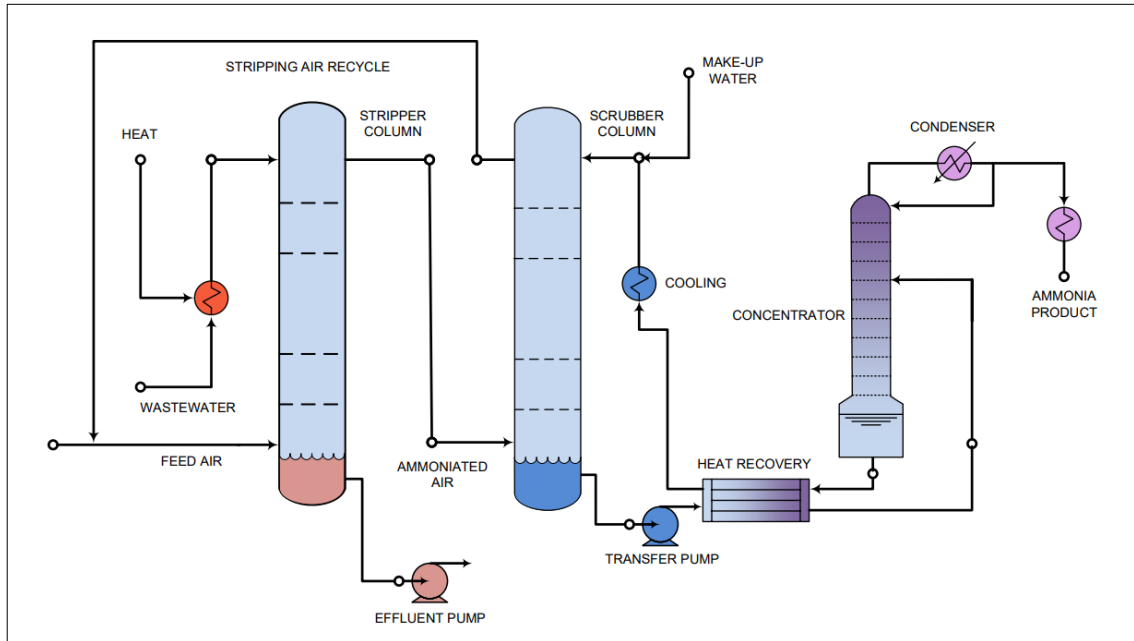 STRIPPING AIR RECYCLE
MAKE-UP
WATER
STRIPPER
COLUMN
SCRUBBER
COLUMN
HEAT
CONDENSER
COOLING
AMMONIA
PRODUCT
CONCENTRATOR
WASTEWATER
FEED AIR
AMMONIATED
AIR
HEAT RECOVERY
TRANSFER PUMP
EFFLUENT PUMP